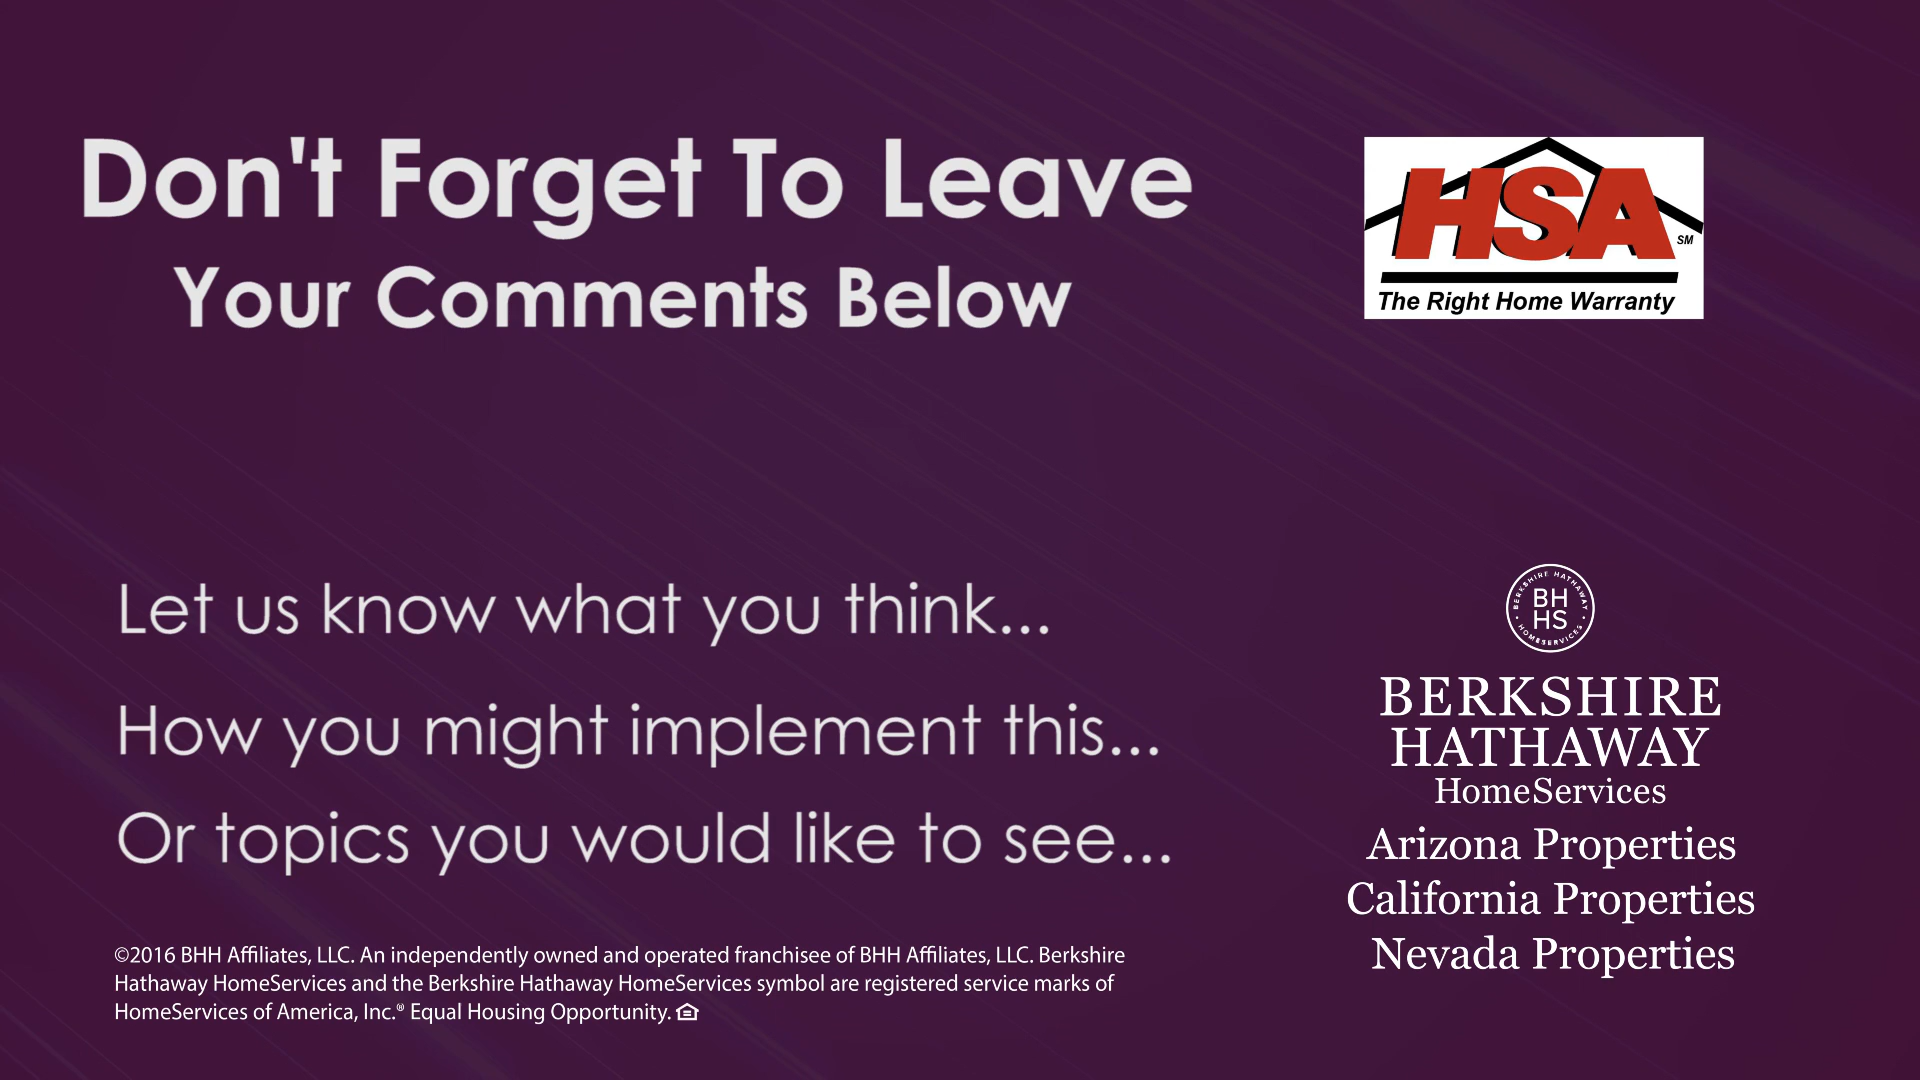 Don't Forget To Leave
Your Comments Below
HSA SM
The Right Home Warranty
Let us know what you think...
How you might implement this...
Or topics you would like to see...
BERKSHIRE HATHAWAY
BH
HS
• HOMESERVICES •
BERKSHIRE
HATHAWAY
HomeServices
Arizona Properties
California Properties
Nevada Properties
©2016 BHH Affiliates, LLC. An independently owned and operated franchisee of BHH Affiliates, LLC. Berkshire
Hathaway HomeServices and the Berkshire Hathaway HomeServices symbol are registered service marks of
HomeServices of America, Inc.® Equal Housing Opportunity.